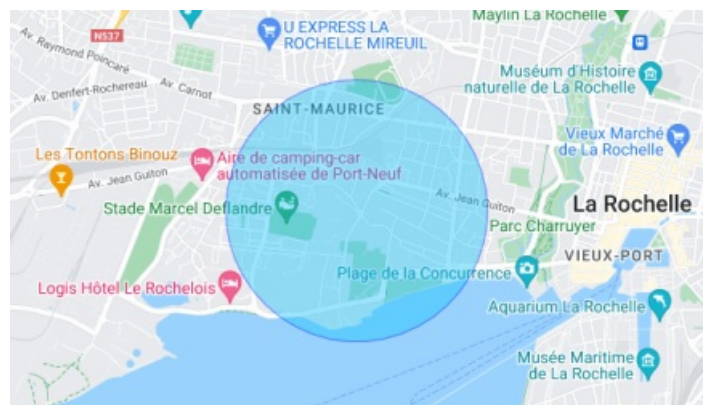 Maylin La Rochelle
U EXPRESS LA
ROCHELLE MIREUIL
N537
Av. Raymond Poincaré
Muséum d'Histoire
naturelle de La Rochelle
Av. Denfert-Rochereau
Av. Carnot
SAINT-MAURICE
Vieux Marché
de La Rochelle
Les Tontons Binouz
Aire de camping-car
automatisée de Port-Neuf
Av. Jean Guiton
Av. Jean Guiton
Stade Marcel Deflandre
La Rochelle
Parc Charruyer
VIEUX-PORT
Plage de la Concurrence
Logis Hôtel Le Rochelois
Aquarium La Rochelle
Musée Maritime
de La Rochelle